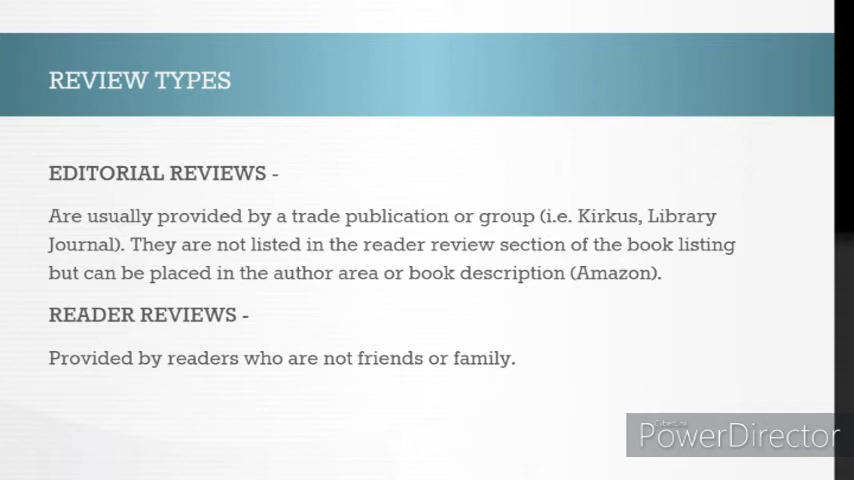 REVIEW TYPES
EDITORIAL REVIEWS -
Are usually provided by a trade publication or group (i.e. Kirkus, Library
Journal). They are not listed in the reader review section of the book listing
but can be placed in the author area or book description (Amazon).
READER REVIEWS -
Provided by readers who are not friends or family.
CyberLink
PowerDirector